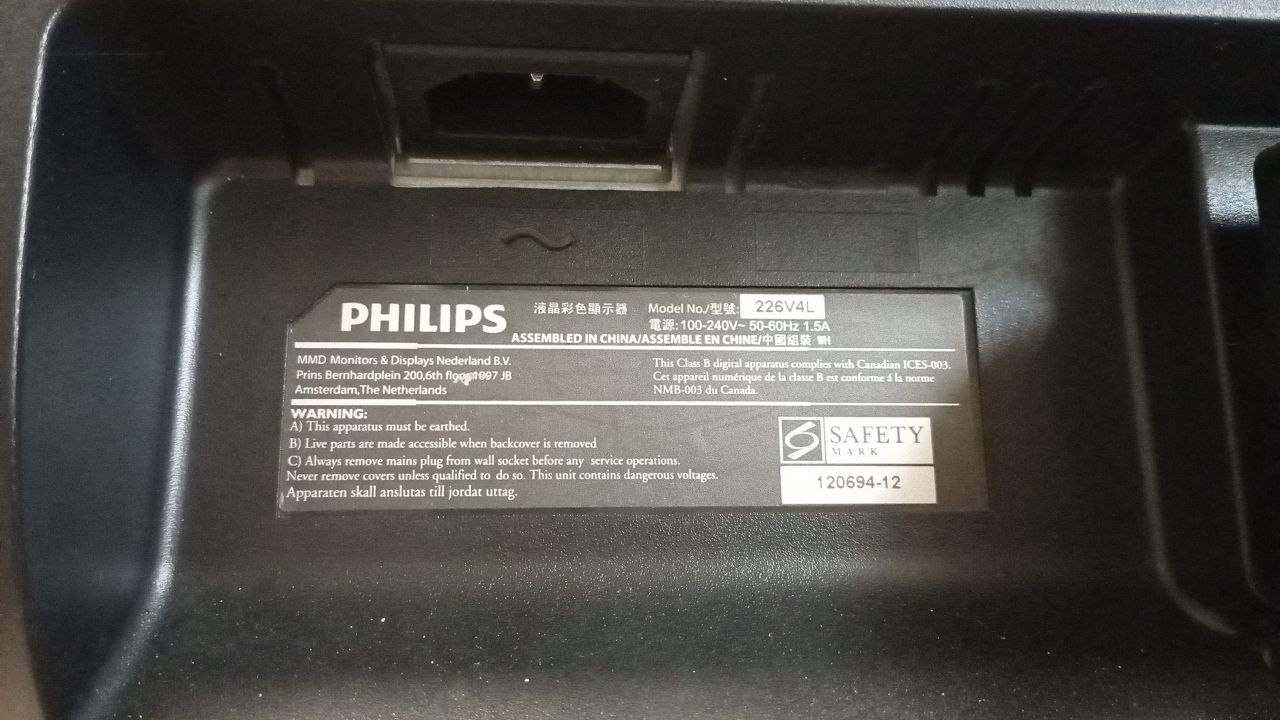 PHILIPS 液晶彩色顯示器 Model No./型號: 226V4L
電源: 100-240V~ 50-60Hz 1.5A
ASSEMBLED IN CHINA/ASSEMBLE EN CHINE/中國組裝
MMD Monitors & Displays Nederland B.V.
Prins Bernhardplein 200,6th floor 1097 JB
Amsterdam,The Netherlands
This Class B digital apparatus complies with Canadian ICES-003.
Cet appareil numérique de la classe B est conforme á la norme
NMB-003 du Canada.
WARNING:
A) This apparatus must be earthed.
B) Live parts are made accessible when backcover is removed
C) Always remove mains plug from wall socket before any service operations.
Never remove covers unless qualified to do so. This unit contains dangerous voltages.
Apparaten skall anslutas till jordat uttag.
SAFETY
MARK
120694-12